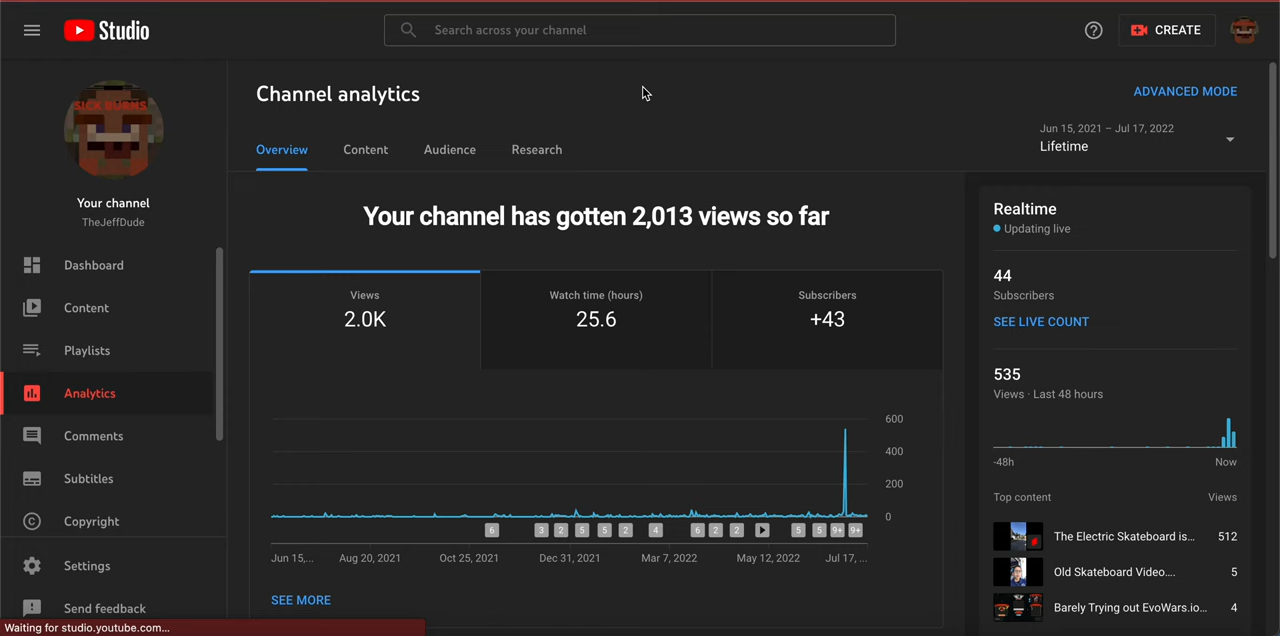 Studio
Search across your channel
CREATE
SICK BURNS
Your channel
TheJeffDude
Dashboard
Content
Playlists
Analytics
Comments
Subtitles
Copyright
Settings
Send feedback
Waiting for studio.youtube.com...
Channel analytics
ADVANCED MODE
Jun 15, 2021 – Jul 17, 2022
Lifetime
Overview Content Audience Research
Your channel has gotten 2,013 views so far
Views
2.0K
Watch time (hours)
25.6
Subscribers
+43
600
400
200
0
6 3 2 5 5 2 4 6 2 2 5 5 9+ 9+
Jun 15,... Aug 20, 2021 Oct 25, 2021 Dec 31, 2021 Mar 7, 2022 May 12, 2022 Jul 17, ...
SEE MORE
Realtime
Updating live
44
Subscribers
SEE LIVE COUNT
535
Views · Last 48 hours
-48h Now
Top content Views
The Electric Skateboard is... 512
Old Skateboard Video.... 5
Barely Trying out EvoWars.io... 4